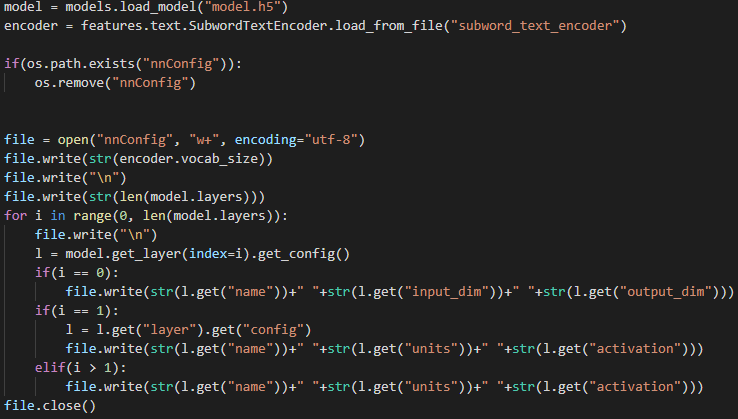 model = models.load_model("model.h5")
encoder = features.text.SubwordTextEncoder.load_from_file("subword_text_encoder")

if(os.path.exists("nnConfig")):
    os.remove("nnConfig")


file = open("nnConfig", "w+", encoding="utf-8")
file.write(str(encoder.vocab_size))
file.write("\n")
file.write(str(len(model.layers)))
for i in range(0, len(model.layers)):
    file.write("\n")
    l = model.get_layer(index=i).get_config()
    if(i == 0):
        file.write(str(l.get("name"))+" "+str(l.get("input_dim"))+" "+str(l.get("output_dim")))
    if(i == 1):
        l = l.get("layer").get("config")
        file.write(str(l.get("name"))+" "+str(l.get("units"))+" "+str(l.get("activation")))
    elif(i > 1):
        file.write(str(l.get("name"))+" "+str(l.get("units"))+" "+str(l.get("activation")))
file.close()